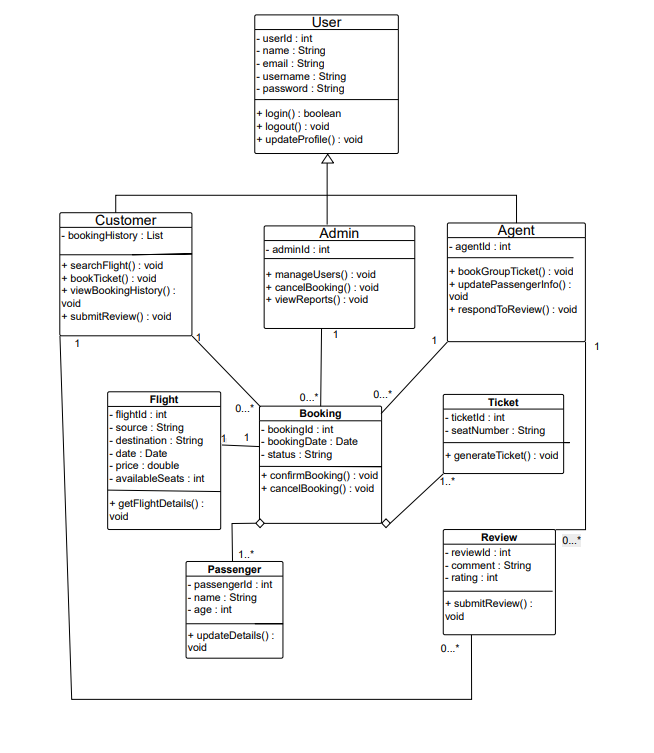 User
- userId : int
- name : String
- email : String
- username : String
- password : String
+ login() : boolean
+ logout() : void
+ updateProfile() : void
Customer
- bookingHistory : List
+ searchFlight() : void
+ bookTicket() : void
+ viewBookingHistory() :
void
+ submitReview() : void
Admin
- adminId : int
+ manageUsers() : void
+ cancelBooking() : void
+ viewReports() : void
Agent
- agentId : int
+ bookGroupTicket() : void
+ updatePassengerInfo() :
void
+ respondToReview() : void
1
1
1
1
1
0...*
0...*
0...*
Flight
- flightId : int
- source : String
- destination : String
- date : Date
- price : double
- availableSeats : int
+ getFlightDetails() :
void
1
1
Booking
- bookingId : int
- bookingDate : Date
- status : String
+ confirmBooking() : void
+ cancelBooking() : void
Ticket
- ticketId : int
- seatNumber : String
+ generateTicket() : void
1..*
1..*
Passenger
- passengerId : int
- name : String
- age : int
+ updateDetails() :
void
Review
- reviewId : int
- comment : String
- rating : int
+ submitReview() :
void
0...*
0...*